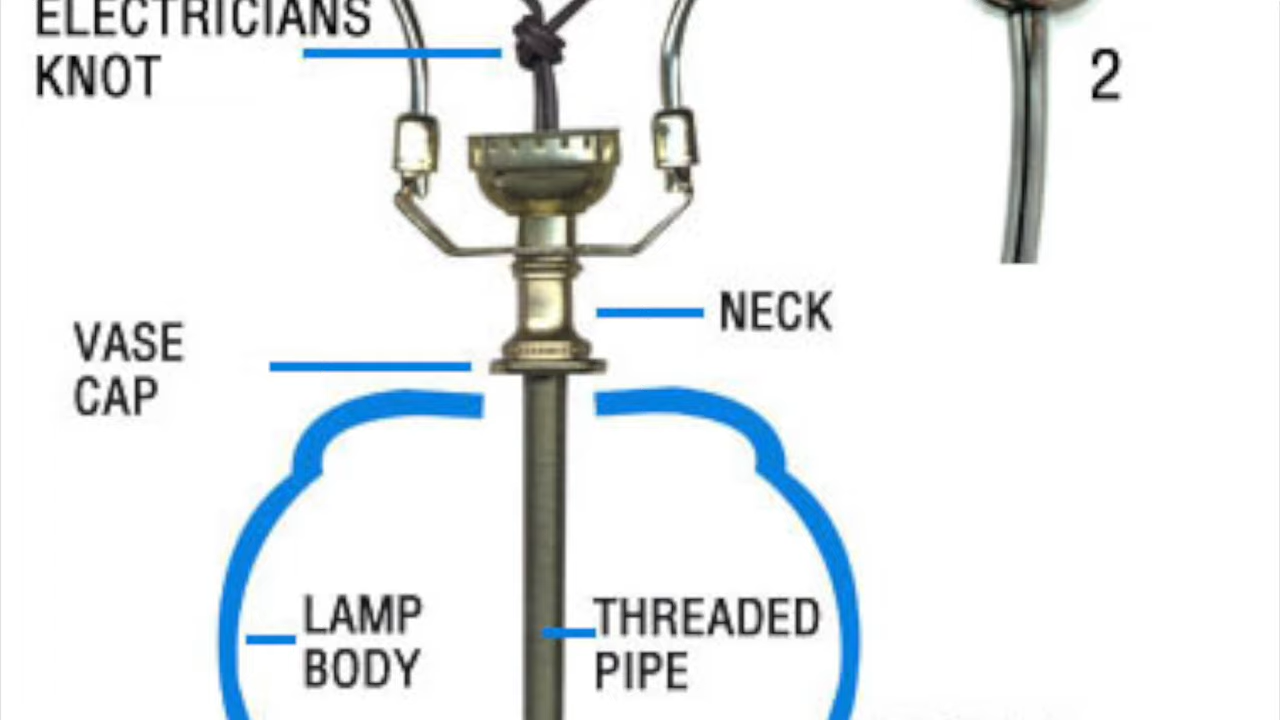 ELECTRICIANS
KNOT
2
NECK
VASE
CAP
LAMP
BODY
THREADED
PIPE